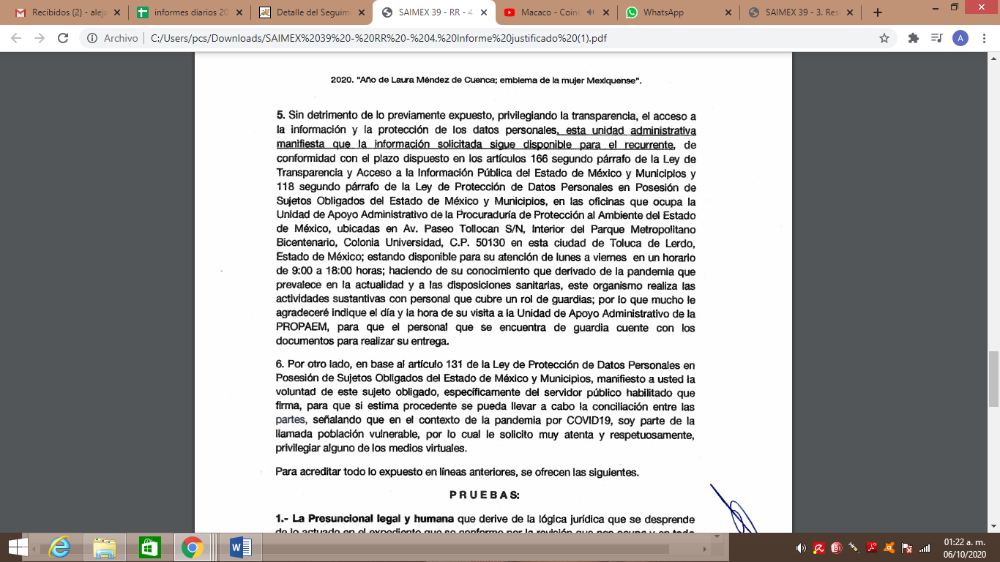 Recibidos (2) - aleja
informes diarios 20
Detalle del Seguimi
SAIMEX 39 - RR - 4.
Macaco - Coinc
WhatsApp
SAIMEX 39 - 3. Res
Archivo
C:/Users/pcs/Downloads/SAIMEX%2039%20-%20RR%20-%204.%20Informe%20justificado%20(1).pdf
A
2020. "Año de Laura Méndez de Cuenca; emblema de la mujer Mexiquense".
5. Sin detrimento de lo previamente expuesto, privilegiando la transparencia, el acceso a
la información y la protección de los datos personales, esta unidad administrativa
manifiesta que la información solicitada sigue disponible para el recurrente, de
conformidad con el plazo dispuesto en los artículos 166 segundo párrafo de la Ley de
Transparencia y Acceso a la Información Pública del Estado de México y Municipios y
118 segundo párrafo de la Ley de Protección de Datos Personales en Posesión de
Sujetos Obligados del Estado de México y Municipios, en las oficinas que ocupa la
Unidad de Apoyo Administrativo de la Procuraduría de Protección al Ambiente del Estado
de México, ubicadas en Av. Paseo Tollocan S/N, Interior del Parque Metropolitano
Bicentenario, Colonia Universidad, C.P. 50130 en esta ciudad de Toluca de Lerdo,
Estado de México; estando disponible para su atención de lunes a viernes en un horario
de 9:00 a 18:00 horas; haciendo de su conocimiento que derivado de la pandemia que
prevalece en la actualidad y a las disposiciones sanitarias, este organismo realiza las
actividades sustantivas con personal que cubre un rol de guardias; por lo que mucho le
agradeceré indique el día y la hora de su visita a la Unidad de Apoyo Administrativo de la
PROPAEM, para que el personal que se encuentra de guardia cuente con los
documentos para realizar su entrega.
6. Por otro lado, en base al artículo 131 de la Ley de Protección de Datos Personales en
Posesión de Sujetos Obligados del Estado de México y Municipios, manifiesto a usted la
voluntad de este sujeto obligado, específicamente del servidor público habilitado que
firma, para que si estima procedente se pueda llevar a cabo la conciliación entre las
partes, señalando que en el contexto de la pandemia por COVID19, soy parte de la
llamada población vulnerable, por lo cual le solicito muy atenta y respetuosamente,
privilegiar alguno de los medios virtuales.
Para acreditar todo lo expuesto en líneas anteriores, se ofrecen las siguientes.
P R U E B A S:
1.- La Presuncional legal y humana que derive de la lógica jurídica que se desprende
de lo actuado en el expediente que se conforme por la revisión que nos ocupa y en todo
01:22 a. m.
06/10/2020